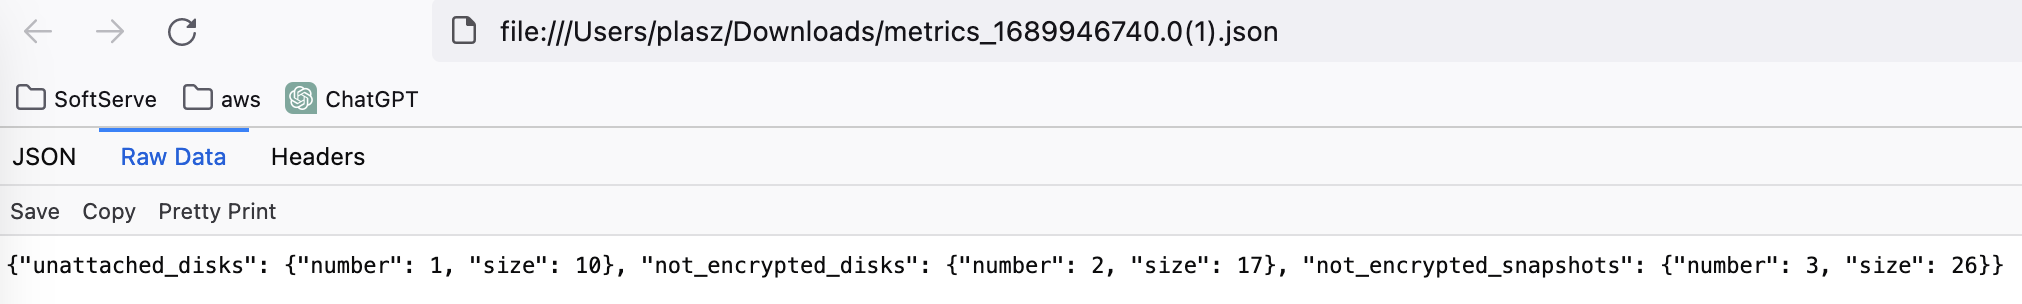 file:///Users/plasz/Downloads/metrics_1689946740.0(1).json
SoftServe aws ChatGPT
JSON Raw Data Headers
Save Copy Pretty Print
{"unattached_disks": {"number": 1, "size": 10}, "not_encrypted_disks": {"number": 2, "size": 17}, "not_encrypted_snapshots": {"number": 3, "size": 26}}